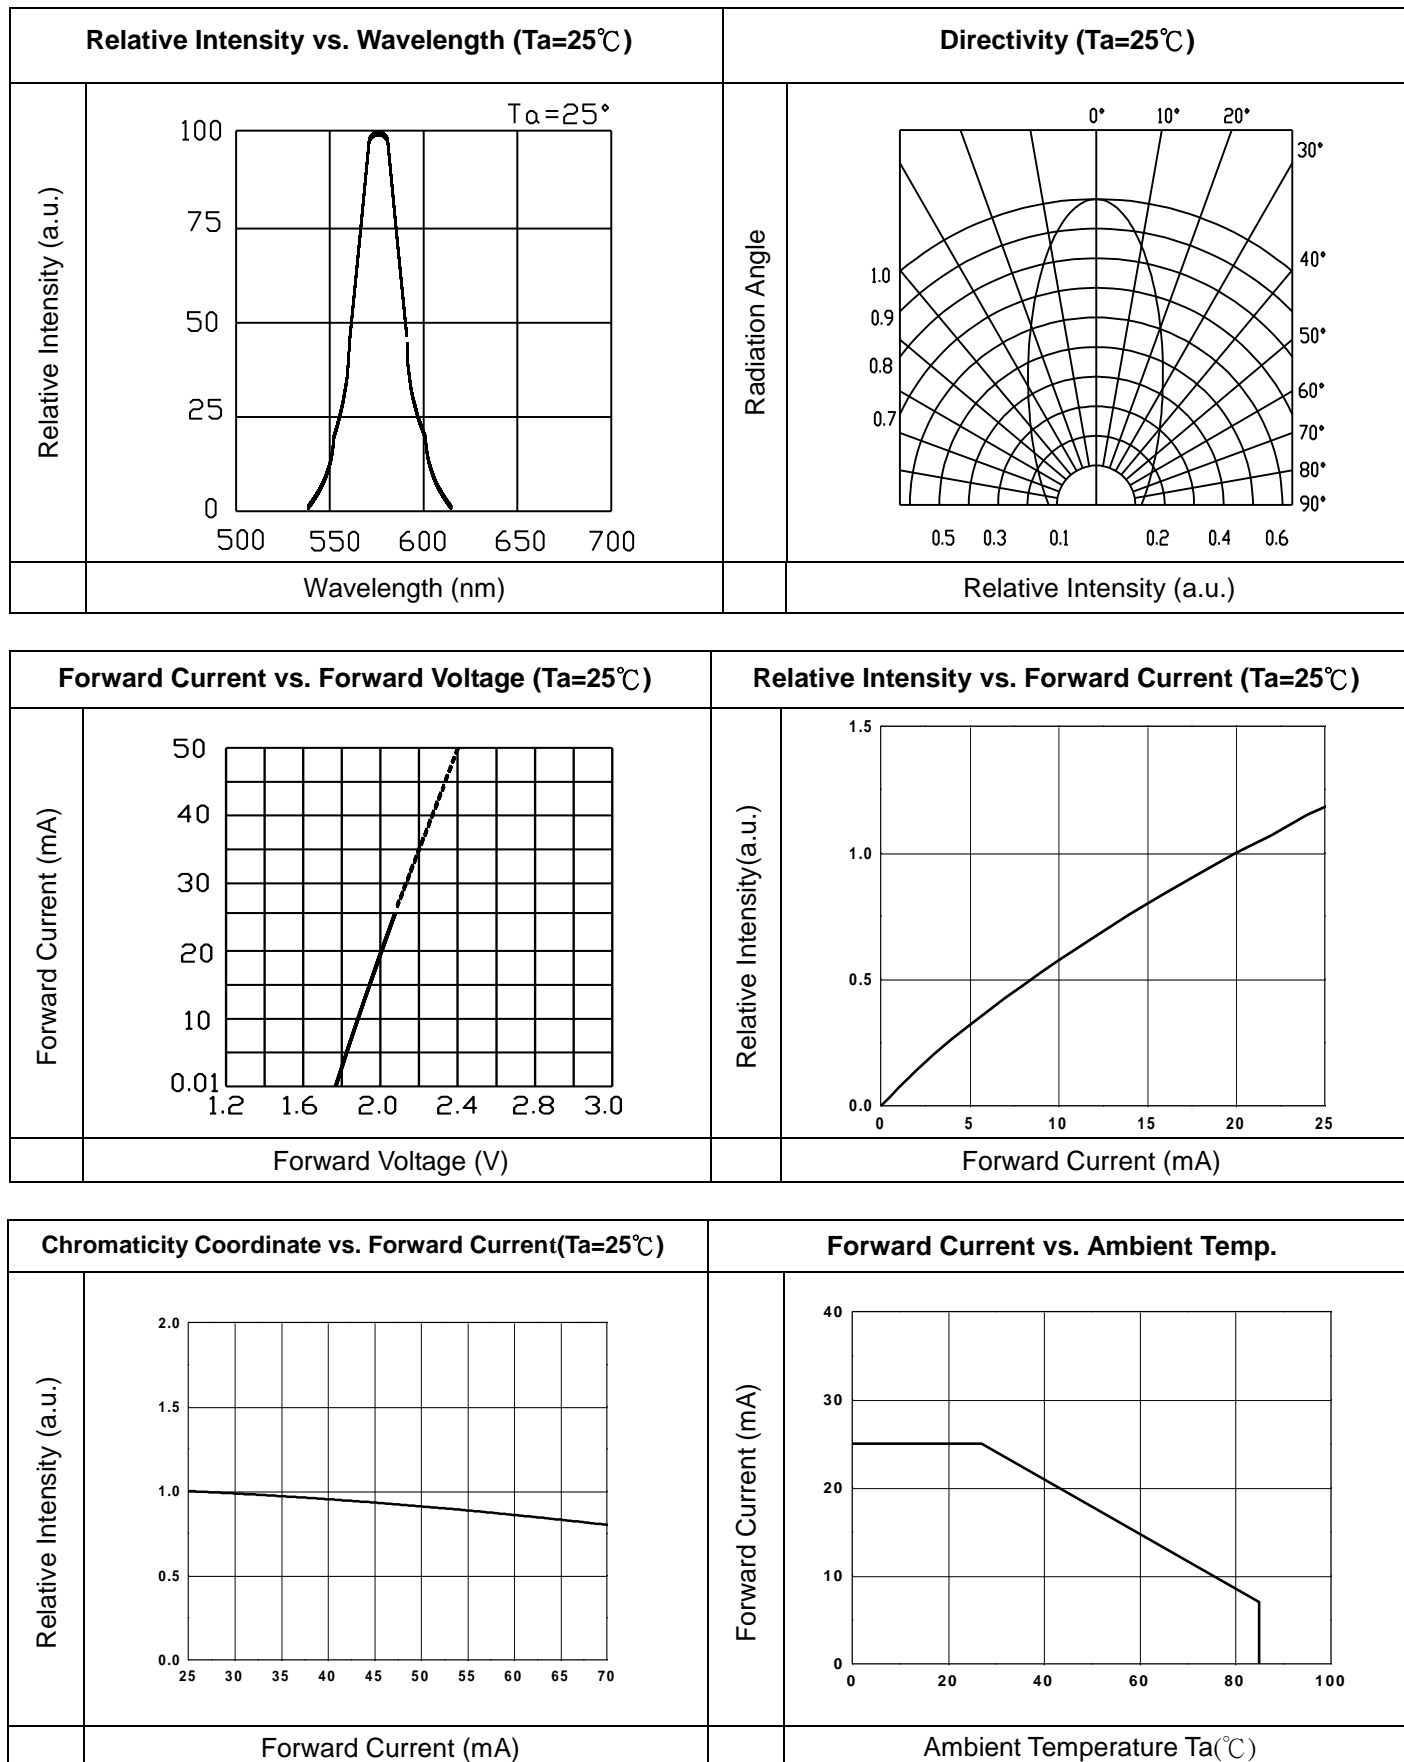 Relative Intensity vs. Wavelength (Ta=25℃)
Directivity (Ta=25℃)
Relative Intensity (a.u.)
Ta=25°
100
75
50
25
0
500 550 600 650 700
Wavelength (nm)
Radiation Angle
0° 10° 20°
30°
40°
50°
60°
70°
80°
90°
1.0
0.9
0.8
0.7
0.5 0.3 0.1 0.2 0.4 0.6
Relative Intensity (a.u.)
Forward Current vs. Forward Voltage (Ta=25℃)
Relative Intensity vs. Forward Current (Ta=25℃)
Forward Current (mA)
50
40
30
20
10
0.01
1.2 1.6 2.0 2.4 2.8 3.0
Forward Voltage (V)
Relative Intensity(a.u.)
1.5
1.0
0.5
0.0
0 5 10 15 20 25
Forward Current (mA)
Chromaticity Coordinate vs. Forward Current(Ta=25℃)
Forward Current vs. Ambient Temp.
Relative Intensity (a.u.)
2.0
1.5
1.0
0.5
0.0
25 30 35 40 45 50 55 60 65 70
Forward Current (mA)
Forward Current (mA)
40
30
20
10
0
0 20 40 60 80 100
Ambient Temperature Ta(℃)